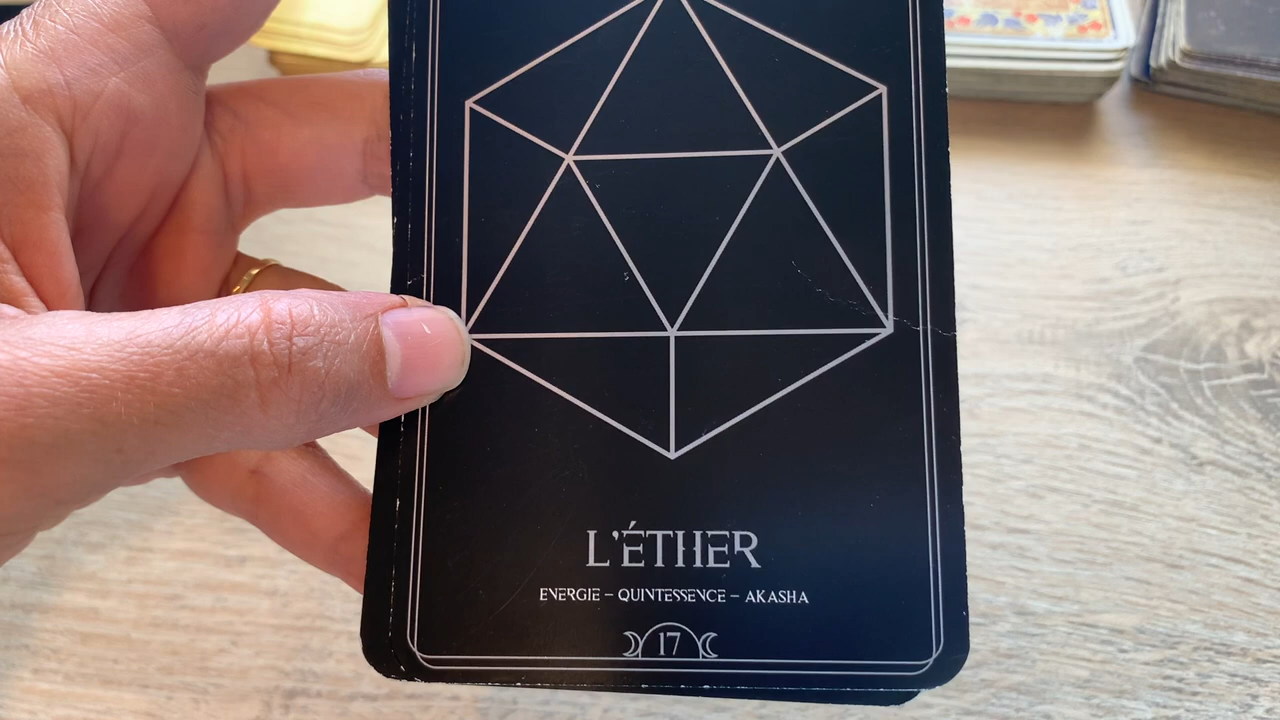 L'ÉTHER
ENERGIE – QUINTESSENCE – AKASHA
17